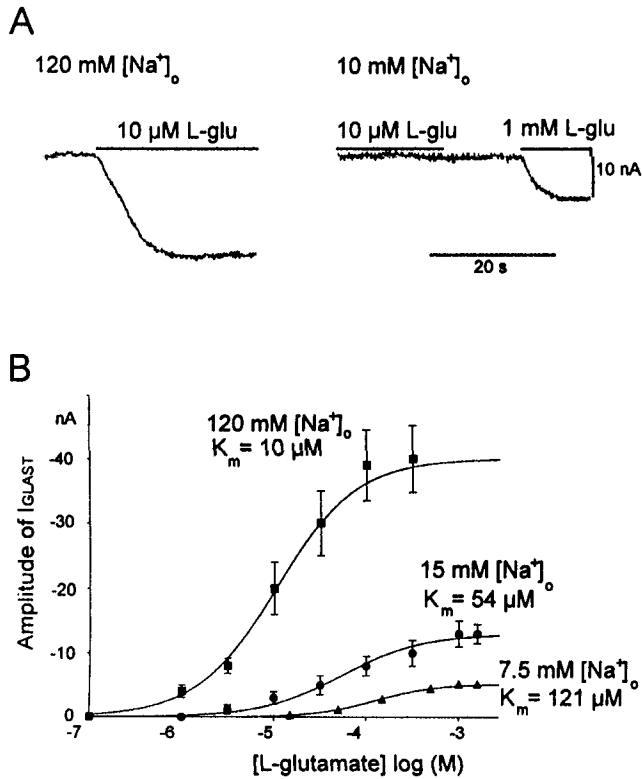 A
120 mM [Na⁺]ₒ
10 mM [Na⁺]ₒ
10 µM L-glu
10 µM L-glu
1 mM L-glu
10 nA
20 s
B
nA
-40
-30
-20
-10
0
Amplitude of IGLAST
120 mM [Na⁺]ₒ
Kₘ= 10 µM
15 mM [Na⁺]ₒ
Kₘ= 54 µM
7.5 mM [Na⁺]ₒ
Kₘ= 121 µM
-7
-6
-5
-4
-3
[L-glutamate] log (M)